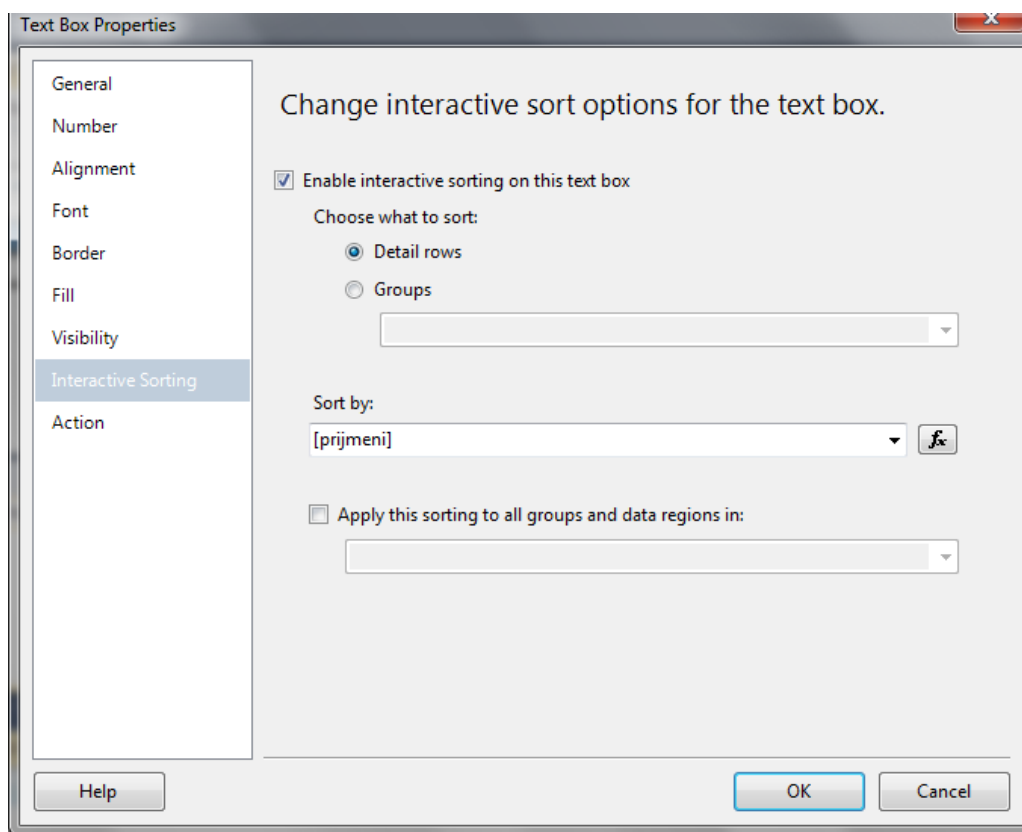 Text Box Properties
General
Number
Alignment
Font
Border
Fill
Visibility
Interactive Sorting
Action
Change interactive sort options for the text box.
Enable interactive sorting on this text box
Choose what to sort:
Detail rows
Groups
Sort by:
[prijmeni]
fx
Apply this sorting to all groups and data regions in:
Help
OK
Cancel